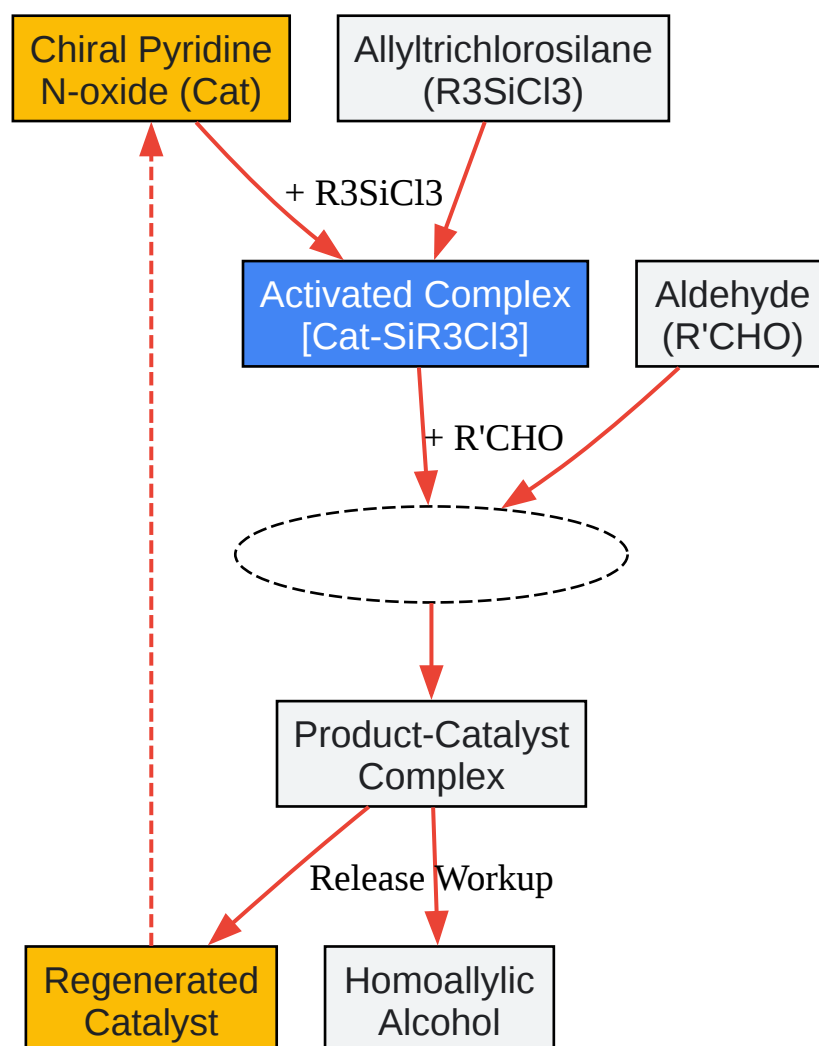 Chiral Pyridine
N-oxide (Cat)
Allyltrichlorosilane
(R3SiCl3)
+ R3SiCl3
Activated Complex
[Cat-SiR3Cl3]
Aldehyde
(R'CHO)
+ R'CHO
Product-Catalyst
Complex
Release
Workup
Regenerated
Catalyst
Homoallylic
Alcohol